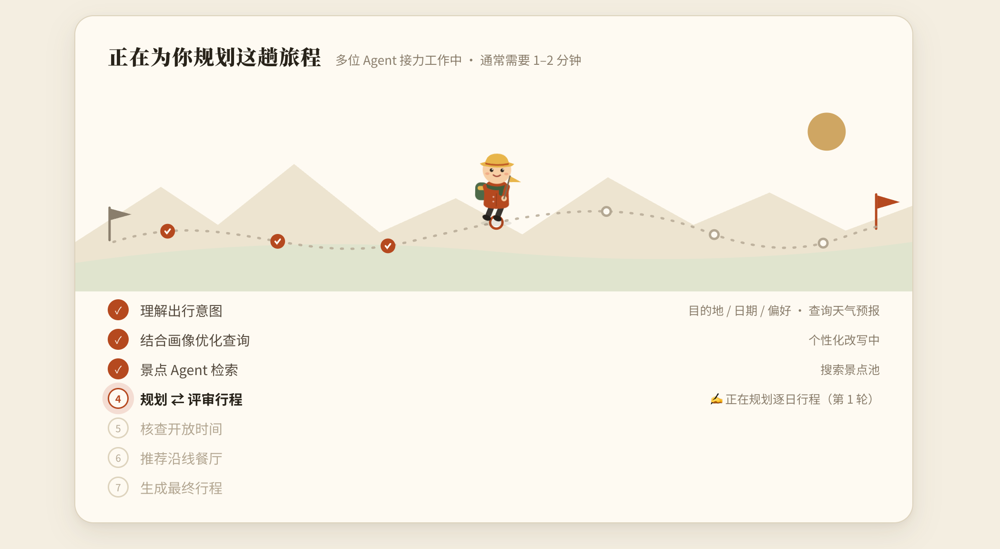 正在为你规划这趟旅程 多位 Agent 接力工作中 · 通常需要 1–2 分钟
✓ 理解出行意图 目的地 / 日期 / 偏好 · 查询天气预报
✓ 结合画像优化查询 个性化改写中
✓ 景点 Agent 检索 搜索景点池
4 规划 ⇄ 评审行程 ✍️ 正在规划逐日行程（第 1 轮）
5 核查开放时间
6 推荐沿线餐厅
7 生成最终行程